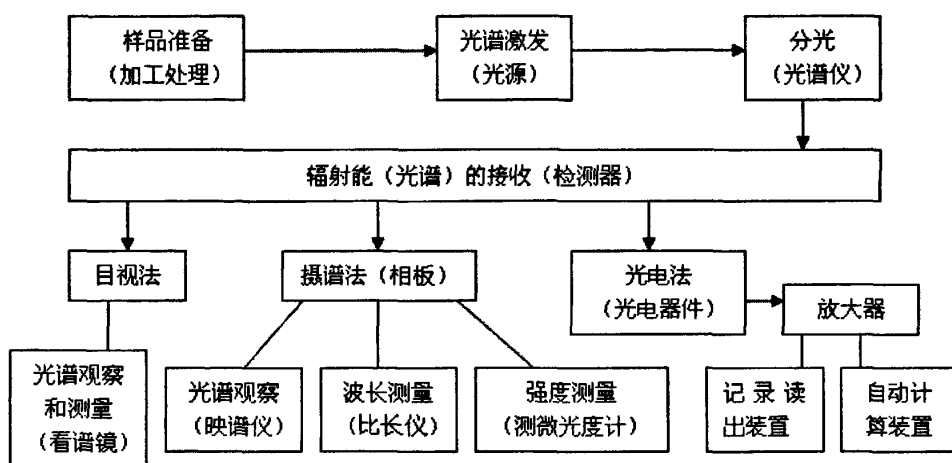 样品准备
（加工处理）
光谱激发
（光源）
分光
（光谱仪）
辐射能（光谱）的接收（检测器）
目视法
摄谱法（相板）
光电法
（光电器件）
放大器
光谱观察
和测量
（看谱镜）
光谱观察
（映谱仪）
波长测量
（比长仪）
强度测量
（测微光度计）
记录读
出装置
自动计
算装置